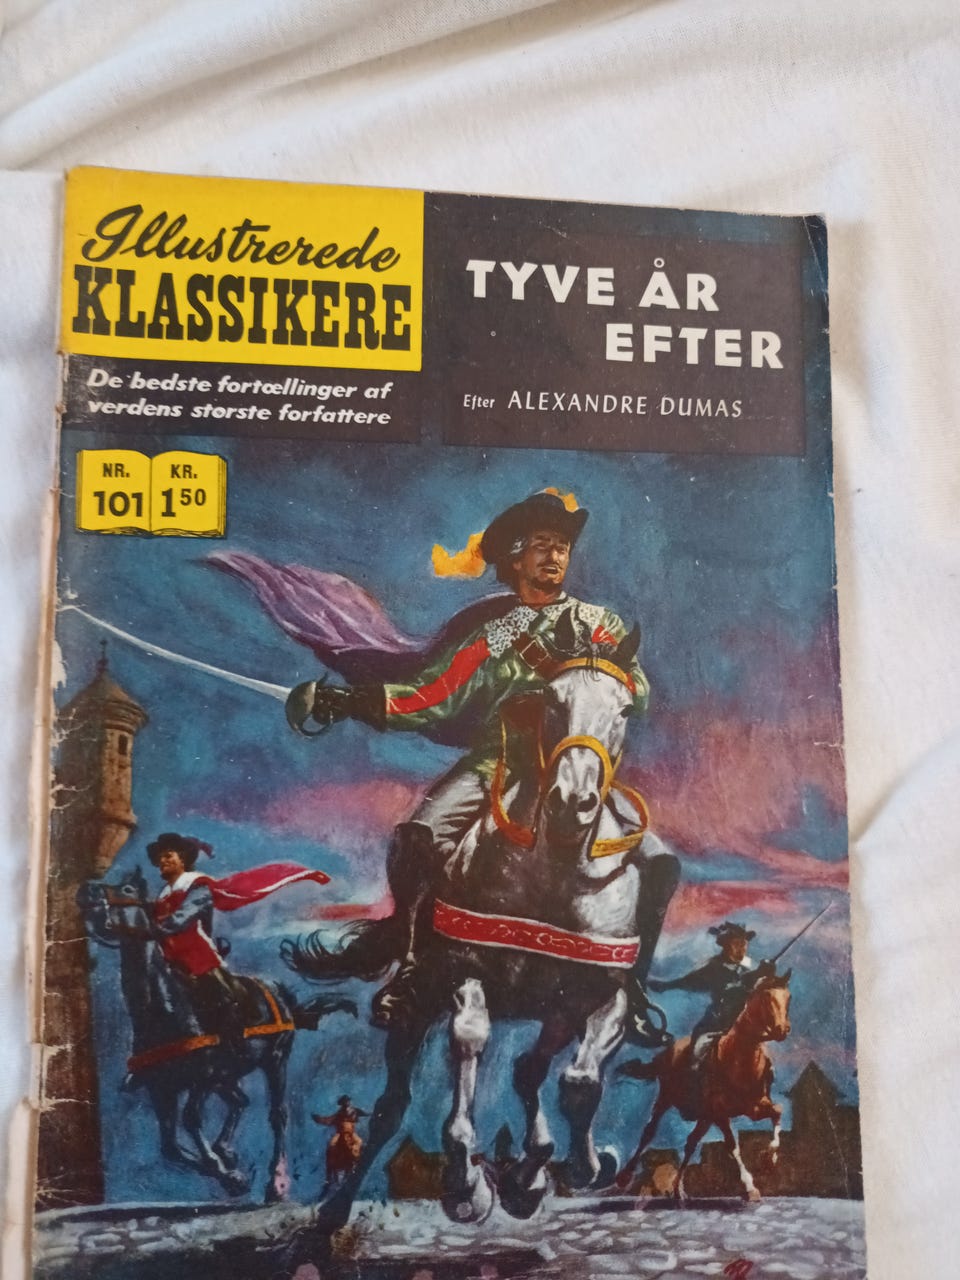 Illustrerede
KLASSIKERE
De bedste fortællinger af
verdens største forfattere
TYVE ÅR
EFTER
Efter ALEXANDRE DUMAS
NR. 101
KR. 1 50